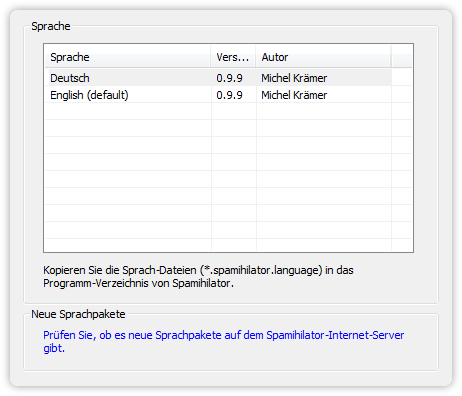 Sprache
Sprache Vers... Autor
Deutsch 0.9.9 Michel Krämer
English (default) 0.9.9 Michel Krämer
Kopieren Sie die Sprach-Dateien (*.spamihilator.language) in das
Programm-Verzeichnis von Spamihilator.
Neue Sprachpakete
Prüfen Sie, ob es neue Sprachpakete auf dem Spamihilator-Internet-Server
gibt.